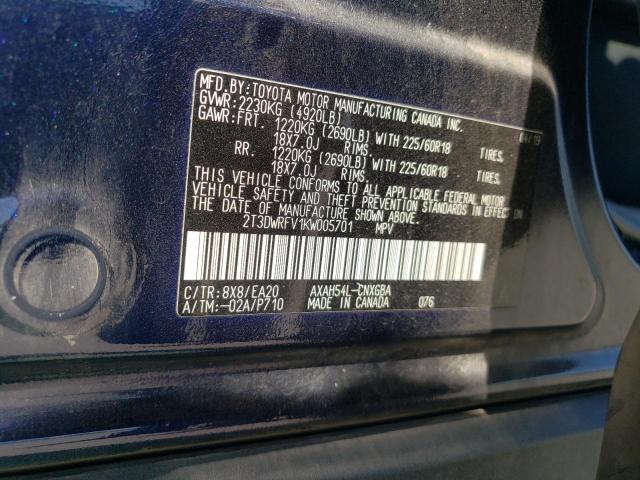 MFD.BY:TOYOTA MOTOR MANUFACTURING CANADA INC.
GVWR:2230KG (4920LB)
GAWR:FRT. 1220KG (2690LB) WITH 225/60R18 TIRES.
18X7.0J RIMS.
RR. 1220KG (2690LB) WITH 225/60R18 TIRES.
18X7.0J RIMS.
THIS VEHICLE CONFORMS TO ALL APPLICABLE FEDERAL MOTOR
VEHICLE SAFETY AND THEFT PREVENTION STANDARDS IN EFFECT ON
THE DATE OF MANUFACTURE SHOWN ABOVE.
2T3DWRFV1KW005701 MPV
C/TR:8X8/EA20 AXAH54L-CNXGBA
A/TM:-02A/P710 MADE IN CANADA 076